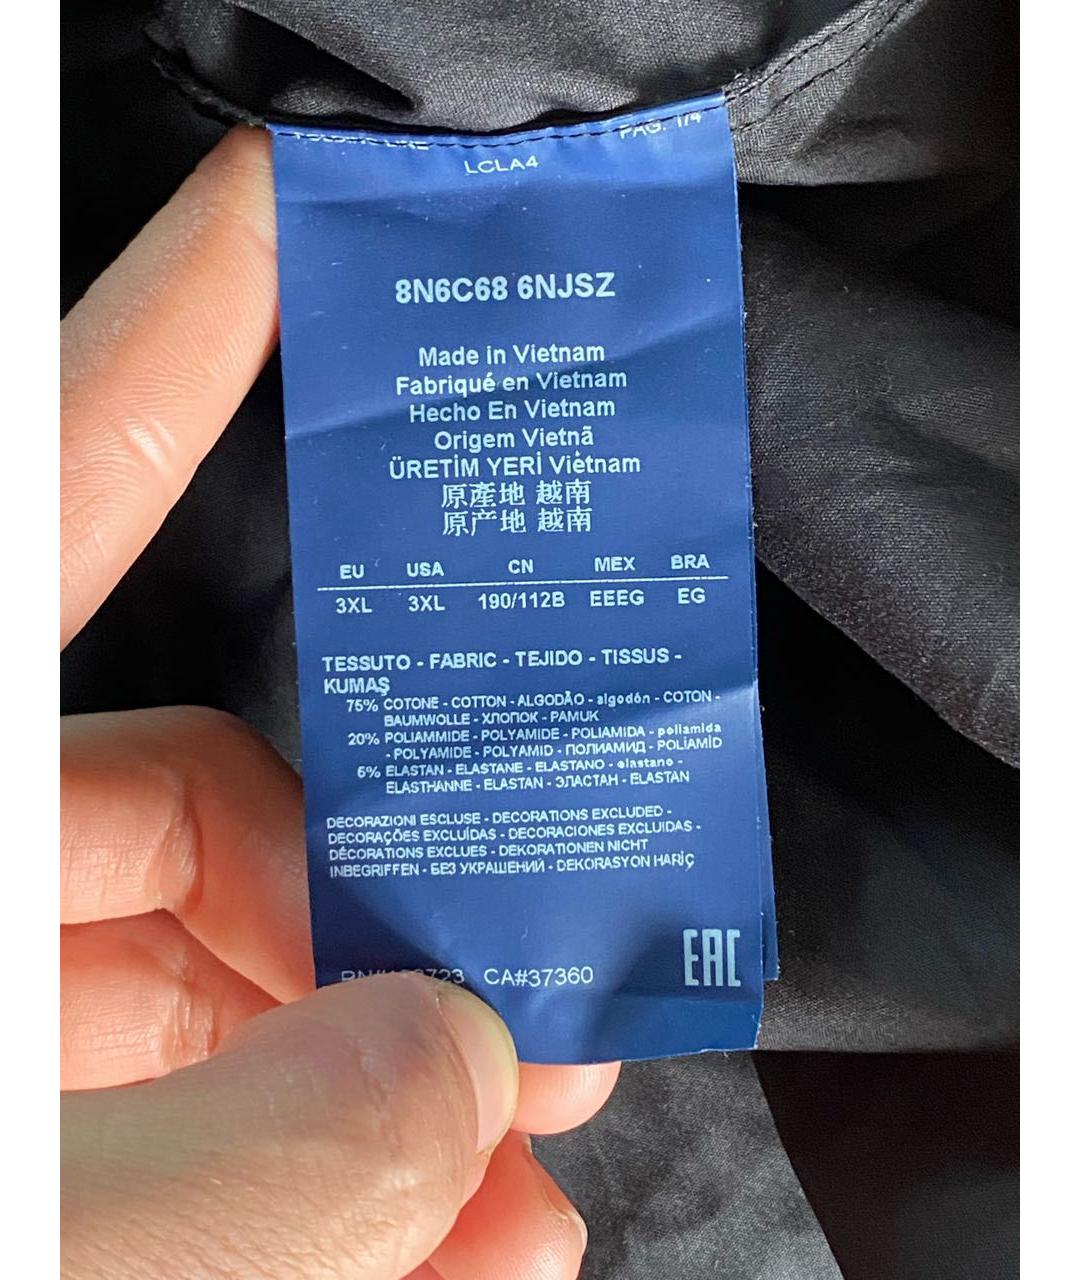 PAG. 1/4
LCLA4
8N6C68 6NJSZ
Made in Vietnam
Fabriqué en Vietnam
Hecho En Vietnam
Origem Vietnã
ÜRETİM YERİ Vietnam
原產地 越南
原产地 越南
EU USA CN MEX BRA
3XL 3XL 190/112B EEEG EG
TESSUTO - FABRIC - TEJIDO - TISSUS -
KUMAŞ
75% COTONE - COTTON - ALGODÃO - algodón - COTON -
BAUMWOLLE - ХЛОПОК - PAMUK
20% POLIAMMIDE - POLYAMIDE - POLIAMIDA - poliamida
- POLYAMIDE - POLYAMID - ПОЛИАМИД - POLİAMİD
5% ELASTAN - ELASTANE - ELASTANO - elastano -
ELASTHANNE - ELASTAN - ЭЛАСТАН - ELASTAN
DECORAZIONI ESCLUSE - DECORATIONS EXCLUDED -
DECORAÇÕES EXCLUÍDAS - DECORACIONES EXCLUIDAS -
DÉCORATIONS EXCLUES - DEKORATIONEN NICHT
INBEGRIFFEN - БЕЗ УКРАШЕНИЙ - DEKORASYON HARİÇ
CA#37360
EAC